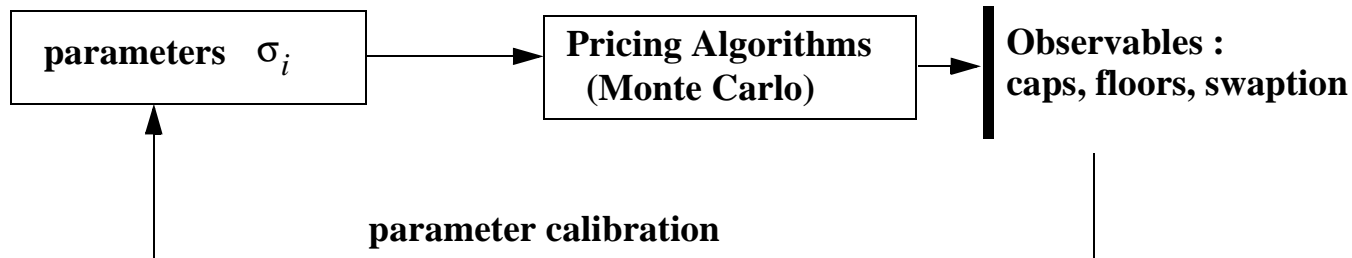 parameters σ_i
Pricing Algorithms
(Monte Carlo)
Observables :
caps, floors, swaption
parameter calibration